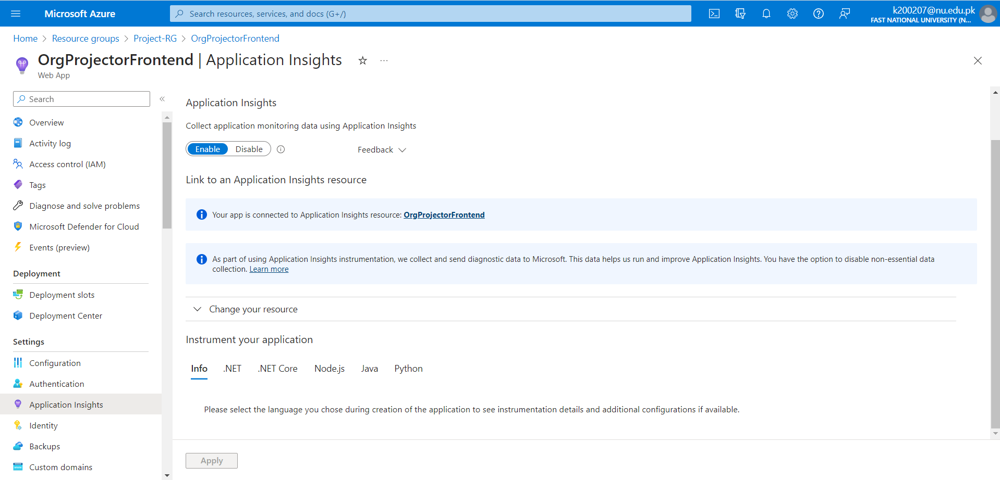 Microsoft Azure
Search resources, services, and docs (G+/)
k200207@nu.edu.pk
FAST NATIONAL UNIVERSITY (N...
Home > Resource groups > Project-RG > OrgProjectorFrontend
OrgProjectorFrontend | Application Insights
Web App
Search
Overview
Activity log
Access control (IAM)
Tags
Diagnose and solve problems
Microsoft Defender for Cloud
Events (preview)
Deployment
Deployment slots
Deployment Center
Settings
Configuration
Authentication
Application Insights
Identity
Backups
Custom domains
Application Insights
Collect application monitoring data using Application Insights
Enable Disable
Feedback
Link to an Application Insights resource
Your app is connected to Application Insights resource: OrgProjectorFrontend
As part of using Application Insights instrumentation, we collect and send diagnostic data to Microsoft. This data helps us run and improve Application Insights. You have the option to disable non-essential data
collection. Learn more
Change your resource
Instrument your application
Info .NET .NET Core Node.js Java Python
Please select the language you chose during creation of the application to see instrumentation details and additional configurations if available.
Apply